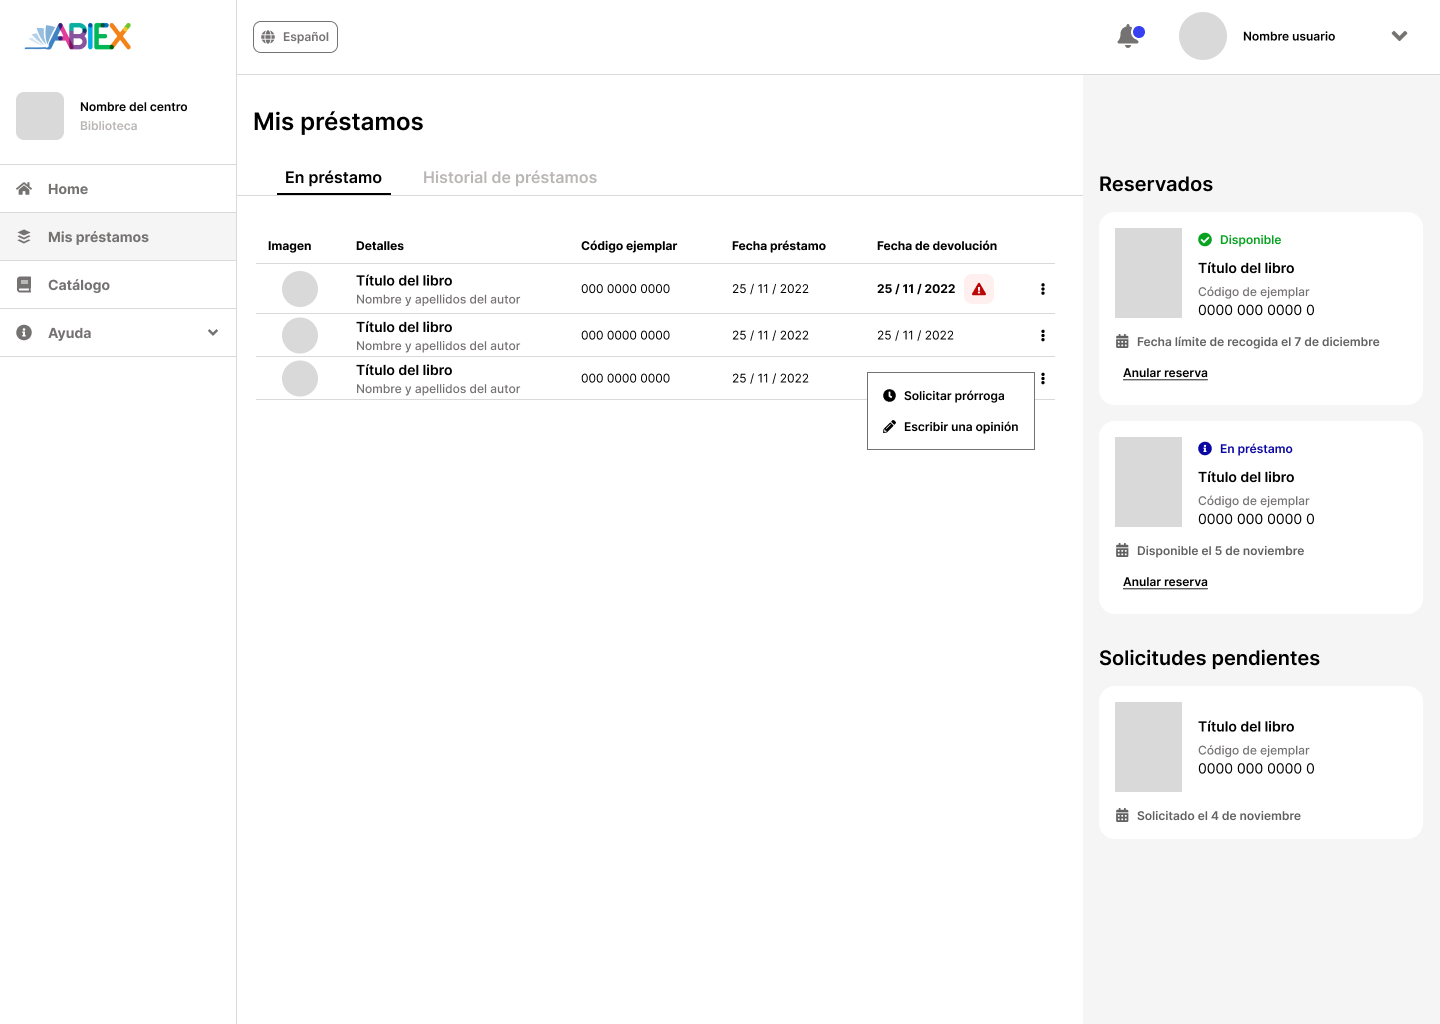 ABIEX
Español
Nombre usuario
Nombre del centro
Biblioteca
Home
Mis préstamos
Catálogo
Ayuda
Mis préstamos
En préstamo
Historial de préstamos
Imagen Detalles Código ejemplar Fecha préstamo Fecha de devolución
Título del libro
Nombre y apellidos del autor
000 0000 0000
25 / 11 / 2022
25 / 11 / 2022
Título del libro
Nombre y apellidos del autor
000 0000 0000
25 / 11 / 2022
25 / 11 / 2022
Título del libro
Nombre y apellidos del autor
000 0000 0000
25 / 11 / 2022
Solicitar prórroga
Escribir una opinión
Reservados
Disponible
Título del libro
Código de ejemplar
0000 000 0000 0
Fecha límite de recogida el 7 de diciembre
Anular reserva
En préstamo
Título del libro
Código de ejemplar
0000 000 0000 0
Disponible el 5 de noviembre
Anular reserva
Solicitudes pendientes
Título del libro
Código de ejemplar
0000 000 0000 0
Solicitado el 4 de noviembre